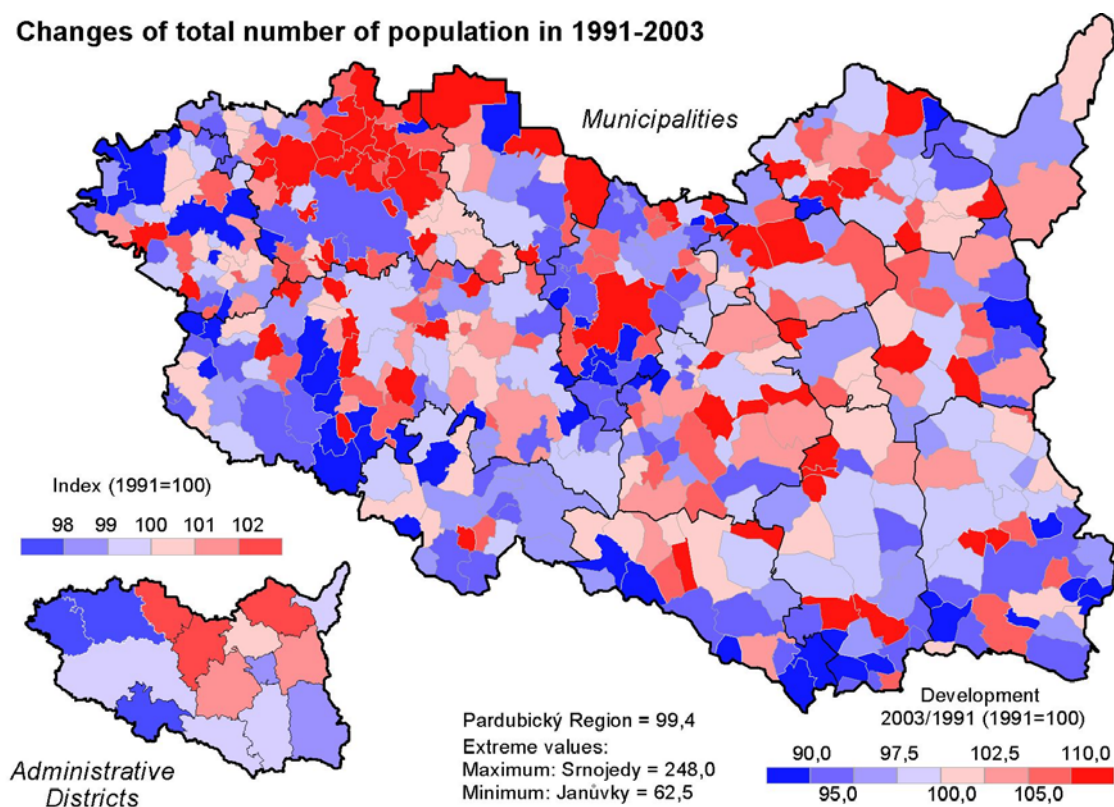 Changes of total number of population in 1991-2003
Municipalities
Index (1991=100)
98 99 100 101 102
Administrative
Districts
Pardubický Region = 99,4
Extreme values:
Maximum: Srnojedy = 248,0
Minimum: Janůvky = 62,5
Development
2003/1991 (1991=100)
90,0 97,5 102,5 110,0
95,0 100,0 105,0